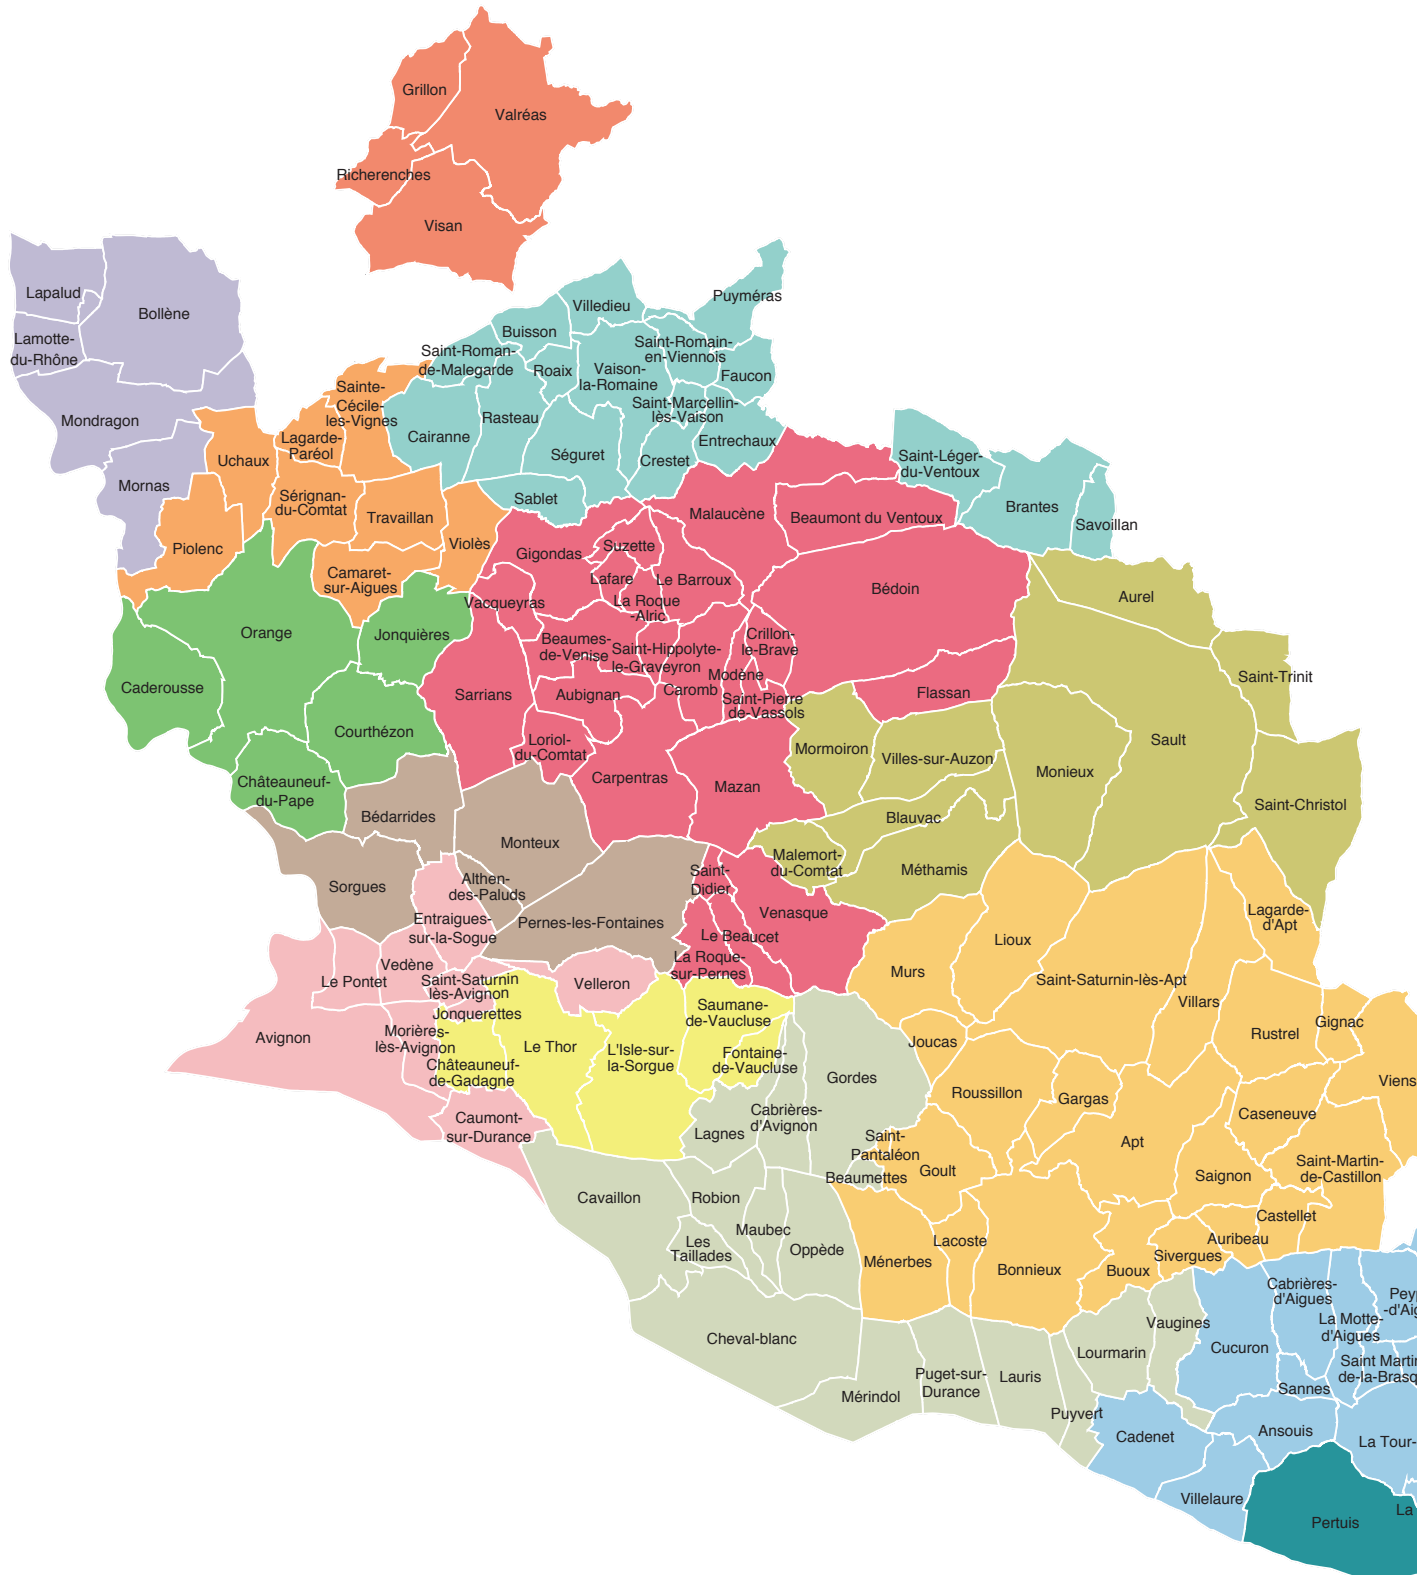 Grillon
Valréas
Richerenches
Visan
Lapalud
Bollène
Lamotte-
du-Rhône
Mondragon
Mornas
Puyméras
Villedieu
Buisson
Saint-Roman-
de-Malegarde
Roaix
Vaison-
la-Romaine
Saint-Romain-
en-Viennois
Faucon
Saint-Marcellin-
lès-Vaison
Entrechaux
Crestet
Séguret
Rasteau
Cairanne
Sablet
Saint-Léger-
du-Ventoux
Brantes
Savoillan
Sainte-
Cécile-
les-Vignes
Lagarde-
Paréol
Uchaux
Sérignan-
du-Comtat
Travaillan
Violès
Piolenc
Camaret-
sur-Aigues
Orange
Jonquières
Caderousse
Courthézon
Châteauneuf-
du-Pape
Malaucène
Beaumont du Ventoux
Gigondas
Suzette
Lafare
Le Barroux
La Roque
-Alric
Bédoin
Vacqueyras
Beaumes-
de-Venise
Saint-Hippolyte-
le-Graveyron
Crillon-
le-Brave
Modène
Caromb
Saint-Pierre
de-Vassols
Flassan
Sarrians
Aubignan
Loriol-
du-Comtat
Carpentras
Mazan
Saint-
Didier
Venasque
Le Beaucet
La Roque-
sur-Pernes
Aurel
Saint-Trinit
Sault
Monieux
Saint-Christol
Mormoiron
Villes-sur-Auzon
Blauvac
Malemort-
du-Comtat
Méthamis
Bédarrides
Monteux
Sorgues
Althen-
des-Paluds
Pernes-les-Fontaines
Entraigues-
sur-la-Sogue
Vedène
Le Pontet
Saint-Saturnin
lès-Avignon
Velleron
Jonquerettes
Avignon
Morières-
lès-Avignon
Châteauneuf-
de-Gadagne
Caumont-
sur-Durance
Le Thor
L'Isle-sur-
la-Sorgue
Saumane-
de-Vaucluse
Fontaine-
de-Vaucluse
Lagnes
Cabrières-
d'Avignon
Gordes
Saint-
Pantaléon
Beaumettes
Cavaillon
Robion
Maubec
Les
Taillades
Oppède
Cheval-blanc
Mérindol
Puget-sur-
Durance
Lauris
Puyvert
Lourmarin
Vaugines
Lagarde-
d'Apt
Lioux
Murs
Saint-Saturnin-lès-Apt
Villars
Rustrel
Gignac
Viens
Joucas
Roussillon
Gargas
Caseneuve
Apt
Goult
Saignon
Saint-Martin-
de-Castillon
Castellet
Auribeau
Sivergues
Buoux
Lacoste
Ménerbes
Bonnieux
Cabrières-
d'Aigues
La Motte-
d'Aigues
Peyp
-d'Aig
Cucuron
Saint Martin
de-la-Brasq
Sannes
Ansouis
La Tour-
Cadenet
Villelaure
La
Pertuis